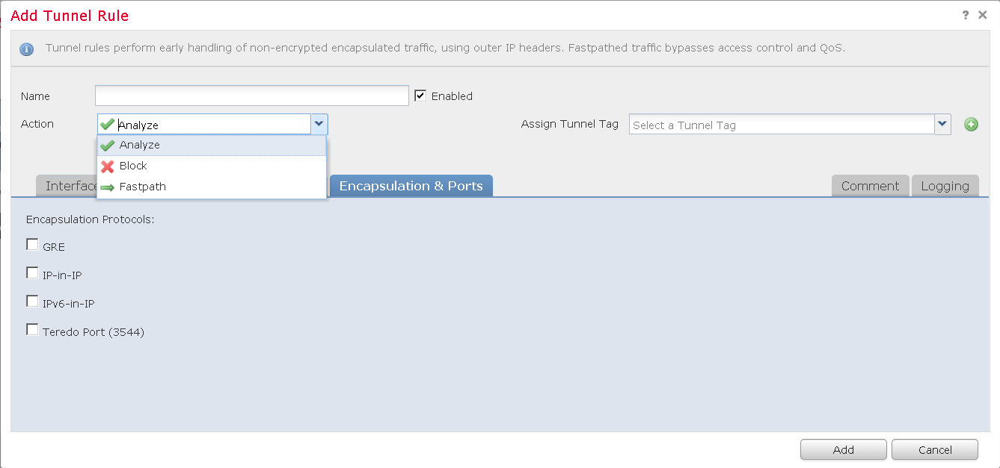 Add Tunnel Rule
?
Tunnel rules perform early handling of non-encrypted encapsulated traffic, using outer IP headers. Fastpathed traffic bypasses access control and QoS.
Name
Enabled
Action
Analyze
Assign Tunnel Tag
Select a Tunnel Tag
Analyze
Block
Fastpath
Interface
Encapsulation & Ports
Comment
Logging
Encapsulation Protocols:
GRE
IP-in-IP
IPv6-in-IP
Teredo Port (3544)
Add
Cancel